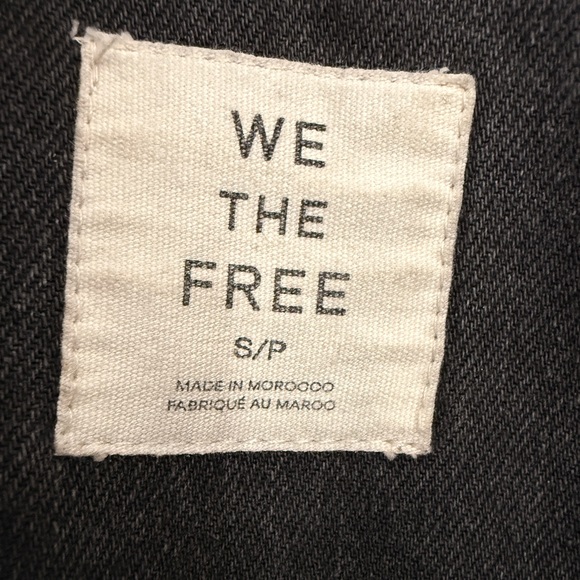 WE
THE
FREE
S/P
MADE IN MOROCCO
FABRIQUÉ AU MAROC